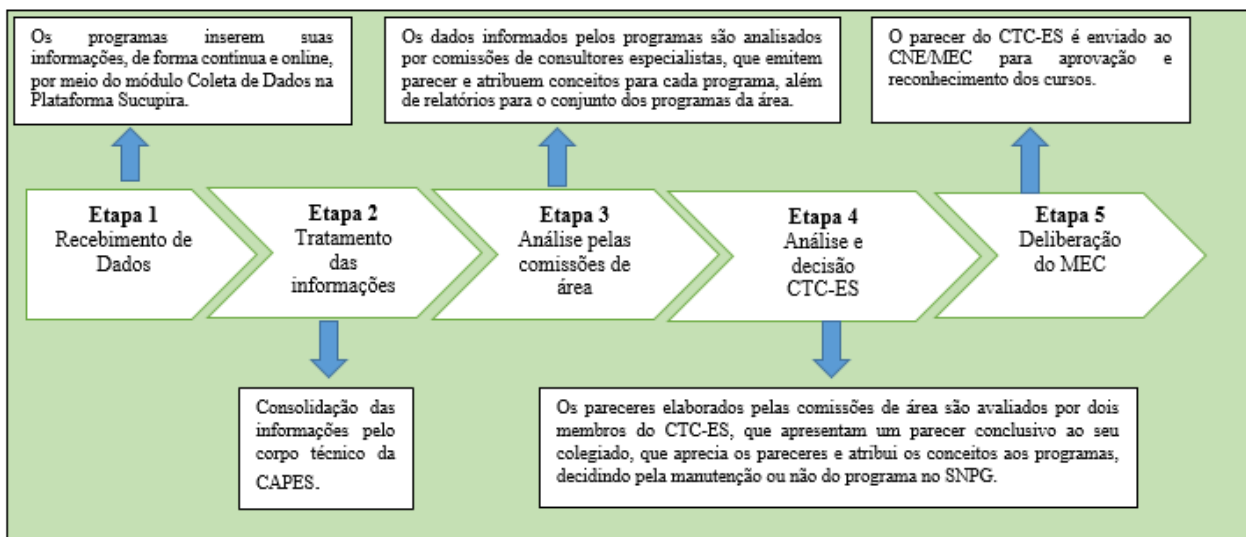 Os programas inserem suas
informações, de forma contínua e online,
por meio do módulo Coleta de Dados na
Plataforma Sucupira.
Os dados informados pelos programas são analisados
por comissões de consultores especialistas, que emitem
parecer e atribuem conceitos para cada programa, além
de relatórios para o conjunto dos programas da área.
O parecer do CTC-ES é enviado ao
CNE/MEC para aprovação e
reconhecimento dos cursos.
Etapa 1
Recebimento de
Dados
Etapa 2
Tratamento
das
informações
Etapa 3
Análise pelas
comissões de
área
Etapa 4
Análise e
decisão
CTC-ES
Etapa 5
Deliberação
do MEC
Consolidação das
informações pelo
corpo técnico da
CAPES.
Os pareceres elaborados pelas comissões de área são avaliados por dois
membros do CTC-ES, que apresentam um parecer conclusivo ao seu
colegiado, que aprecia os pareceres e atribui os conceitos aos programas,
decidindo pela manutenção ou não do programa no SNPG.